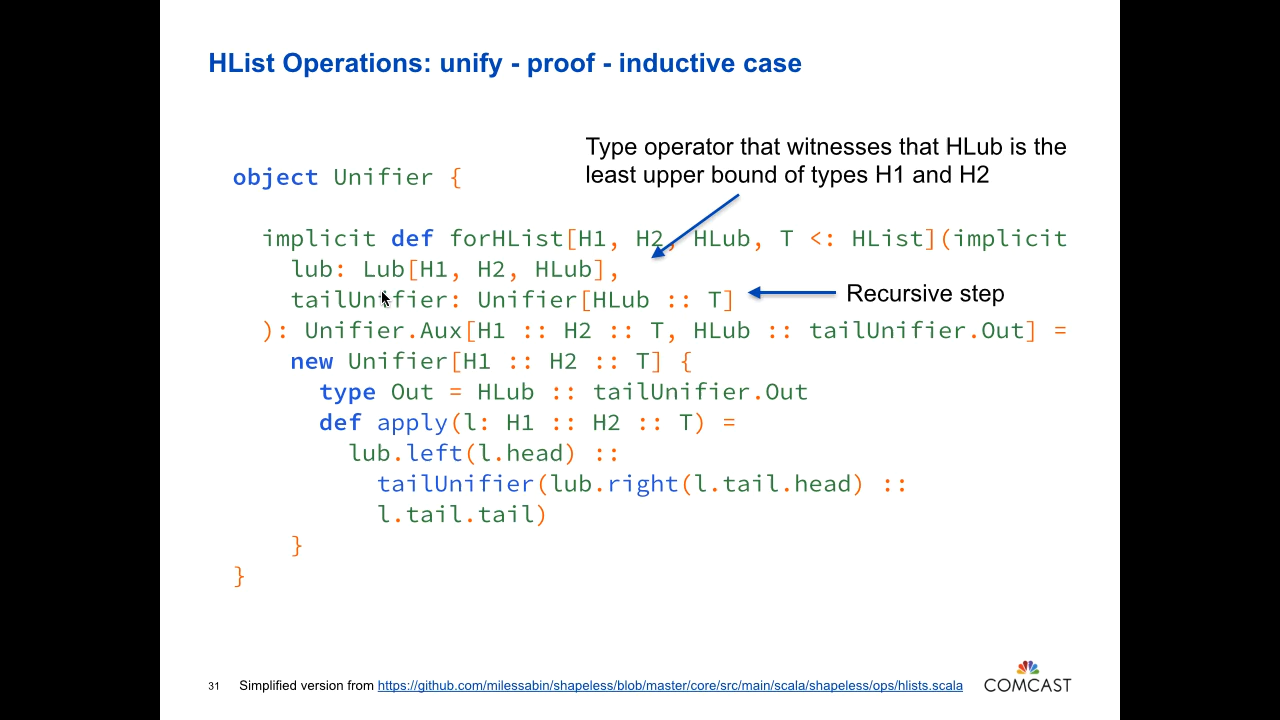 HList Operations: unify - proof - inductive case
Type operator that witnesses that HLub is the
least upper bound of types H1 and H2
object Unifier {
implicit def forHList[H1, H2, HLub, T <: HList](implicit
lub: Lub[H1, H2, HLub],
tailUnifier: Unifier[HLub :: T]
Recursive step
): Unifier.Aux[H1 :: H2 :: T, HLub :: tailUnifier.Out] =
new Unifier[H1 :: H2 :: T] {
type Out = HLub :: tailUnifier.Out
def apply(l: H1 :: H2 :: T) =
lub.left(l.head) ::
tailUnifier(lub.right(l.tail.head) ::
l.tail.tail)
}
}
31 Simplified version from https://github.com/milessabin/shapeless/blob/master/core/src/main/scala/shapeless/ops/hlists.scala
COMCAST